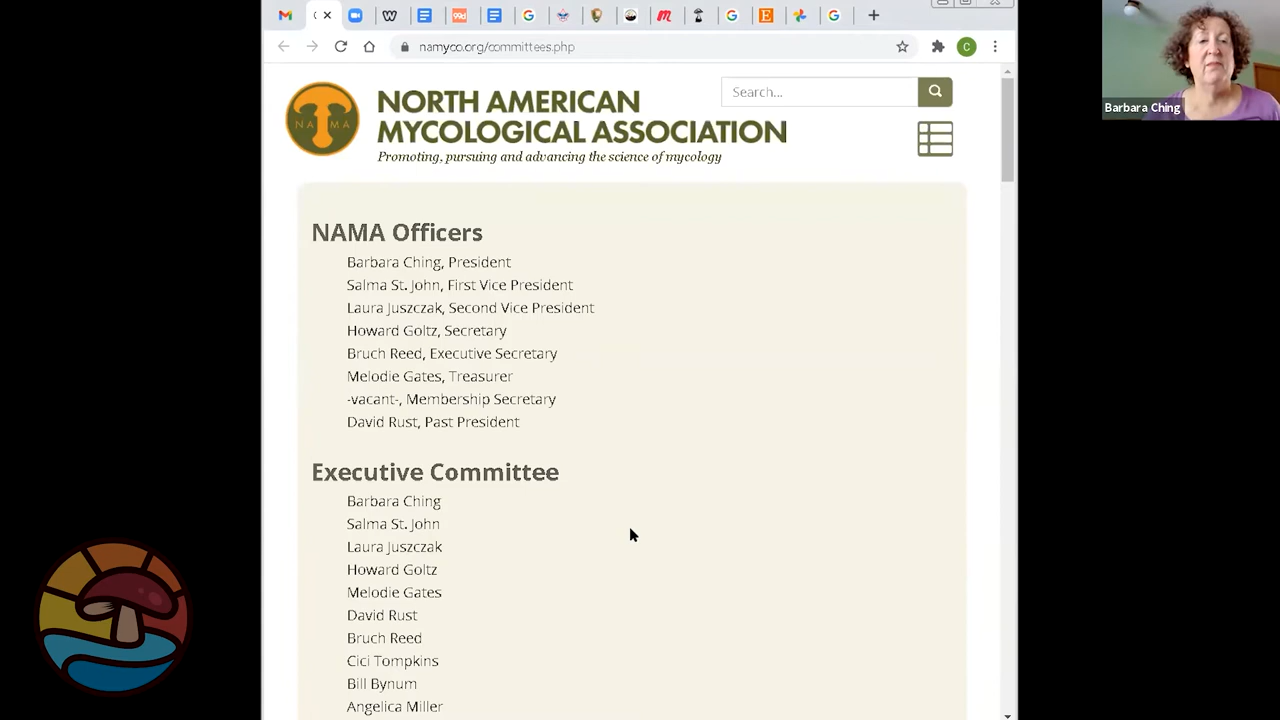 namyco.org/committees.php
NAMA
NORTH AMERICAN
MYCOLOGICAL ASSOCIATION
Promoting, pursuing and advancing the science of mycology
Search...
Barbara Ching
NAMA Officers
Barbara Ching, President
Salma St. John, First Vice President
Laura Juszczak, Second Vice President
Howard Goltz, Secretary
Bruch Reed, Executive Secretary
Melodie Gates, Treasurer
-vacant-, Membership Secretary
David Rust, Past President
Executive Committee
Barbara Ching
Salma St. John
Laura Juszczak
Howard Goltz
Melodie Gates
David Rust
Bruch Reed
Cici Tompkins
Bill Bynum
Angelica Miller